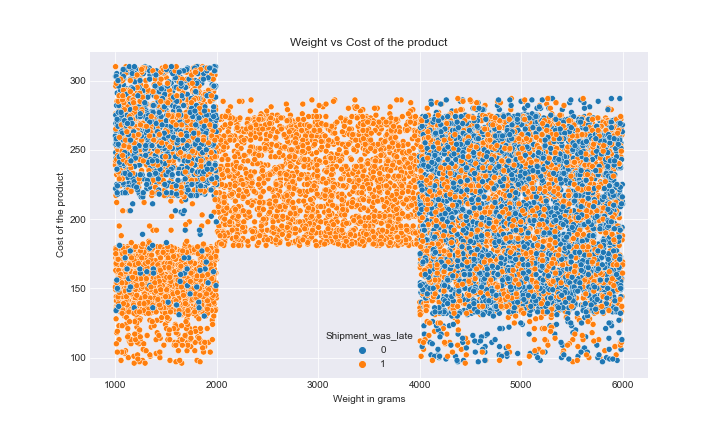 Weight vs Cost of the product
300
250
200
150
100
Cost of the product
Shipment_was_late
0
1
1000 2000 3000 4000 5000 6000
Weight in grams